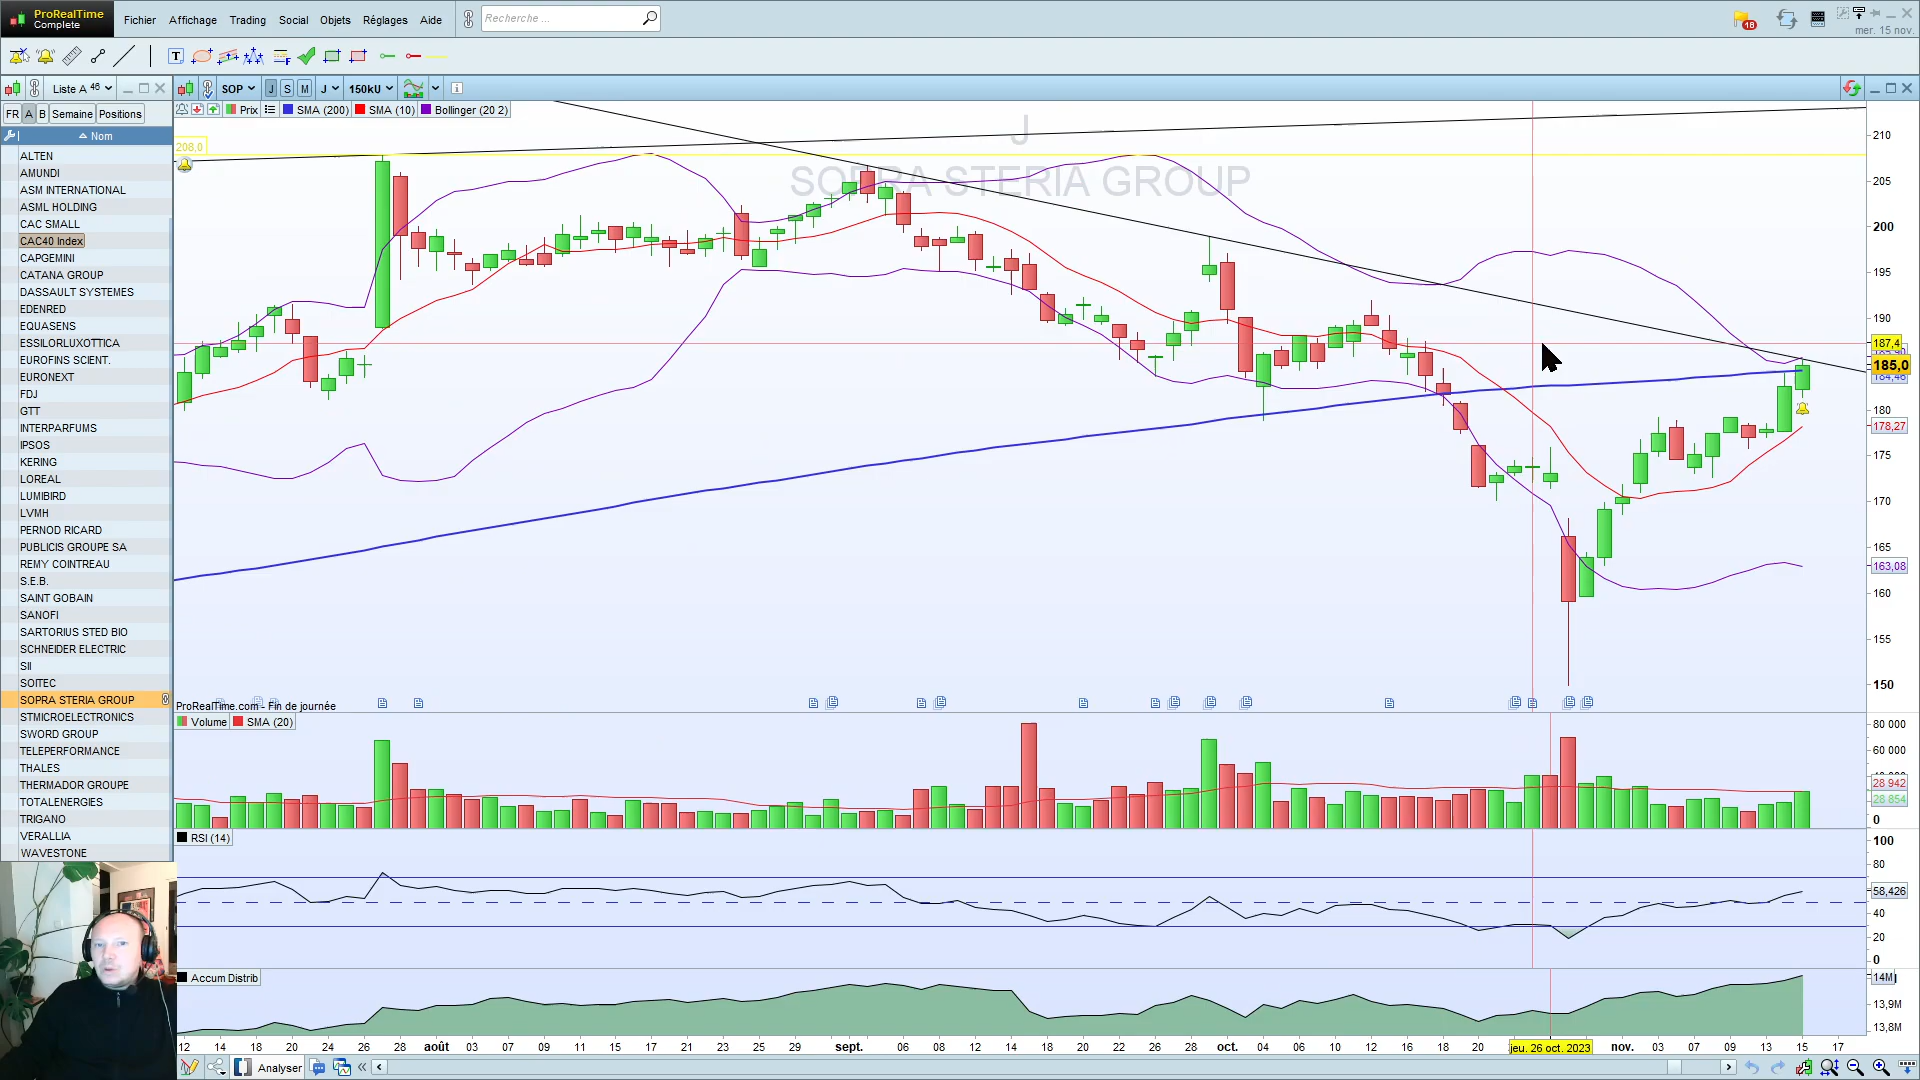 ProRealTime
Complete
Fichier Affichage Trading Social Objets Réglages Aide
Recherche ...
18
mer. 15 nov.
Liste A 46
SOP J S M J 150kU
FR A B Semaine Positions
Nom
Prix SMA (200) SMA (10) Bollinger (20 2)
J
SOPRA STERIA GROUP
208,0
ALTEN
AMUNDI
ASM INTERNATIONAL
ASML HOLDING
CAC SMALL
CAC40 Index
CAPGEMINI
CATANA GROUP
DASSAULT SYSTEMES
EDENRED
EQUASENS
ESSILORLUXOTTICA
EUROFINS SCIENT.
EURONEXT
FDJ
GTT
INTERPARFUMS
IPSOS
KERING
LOREAL
LUMIBIRD
LVMH
PERNOD RICARD
PUBLICIS GROUPE SA
REMY COINTREAU
S.E.B.
SAINT GOBAIN
SANOFI
SARTORIUS STED BIO
SCHNEIDER ELECTRIC
SII
SOITEC
SOPRA STERIA GROUP
STMICROELECTRONICS
SWORD GROUP
TELEPERFORMANCE
THALES
THERMADOR GROUPE
TOTALENERGIES
TRIGANO
VERALLIA
WAVESTONE
210
205
200
195
190
187,4
185,0
184,46
180
178,27
175
170
165
163,08
160
155
150
ProRealTime.com - Fin de journée
Volume SMA (20)
80 000
60 000
28 942
28 854
0
RSI (14)
100
80
58,426
40
20
0
Accum Distrib
14M
13,9M
13,8M
12 14 18 20 24 26 28 août 03 07 09 11 15 17 21 23 25 29 sept. 06 08 12 14 18 20 22 26 28 oct. 04 06 10 12 16 18 20 jeu. 26 oct. 2023 nov. 03 07 09 13 15 17
Analyser